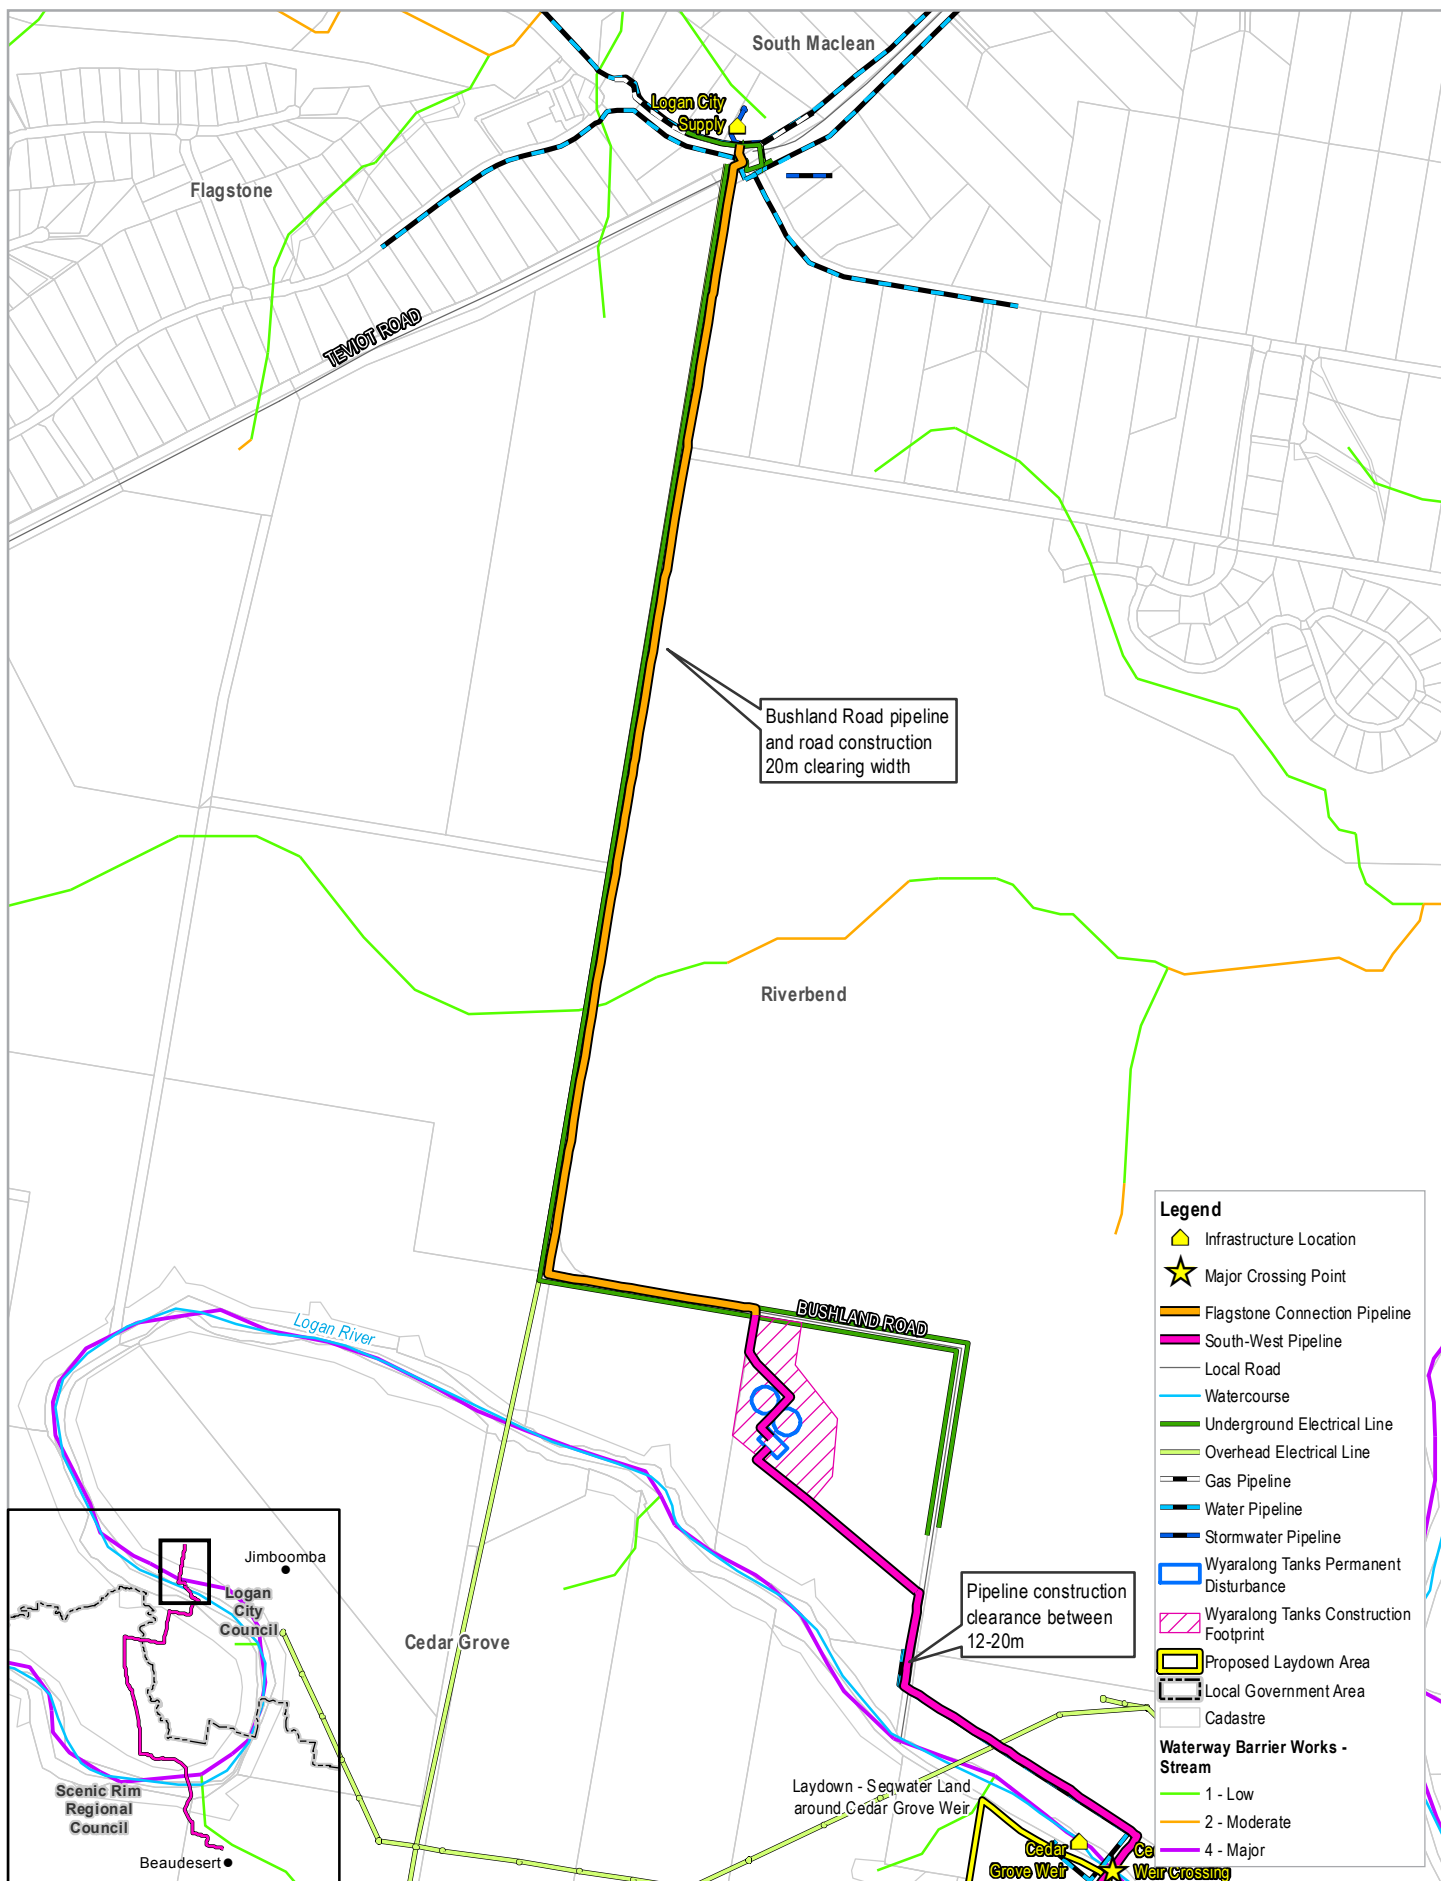 South Maclean
Logan City
Supply
Flagstone
TEVIOT ROAD
Bushland Road pipeline
and road construction
20m clearing width
Riverbend
BUSHLAND ROAD
Logan River
Pipeline construction
clearance between
12-20m
Cedar Grove
Laydown - Seqwater Land
around Cedar Grove Weir
Cedar
Grove Weir
Weir Crossing
Jimboomba
Logan
City
Council
Scenic Rim
Regional
Council
Beaudesert
Legend
Infrastructure Location
Major Crossing Point
Flagstone Connection Pipeline
South-West Pipeline
Local Road
Watercourse
Underground Electrical Line
Overhead Electrical Line
Gas Pipeline
Water Pipeline
Stormwater Pipeline
Wyaralong Tanks Permanent
Disturbance
Wyaralong Tanks Construction
Footprint
Proposed Laydown Area
Local Government Area
Cadastre
Waterway Barrier Works -
Stream
1 - Low
2 - Moderate
4 - Major